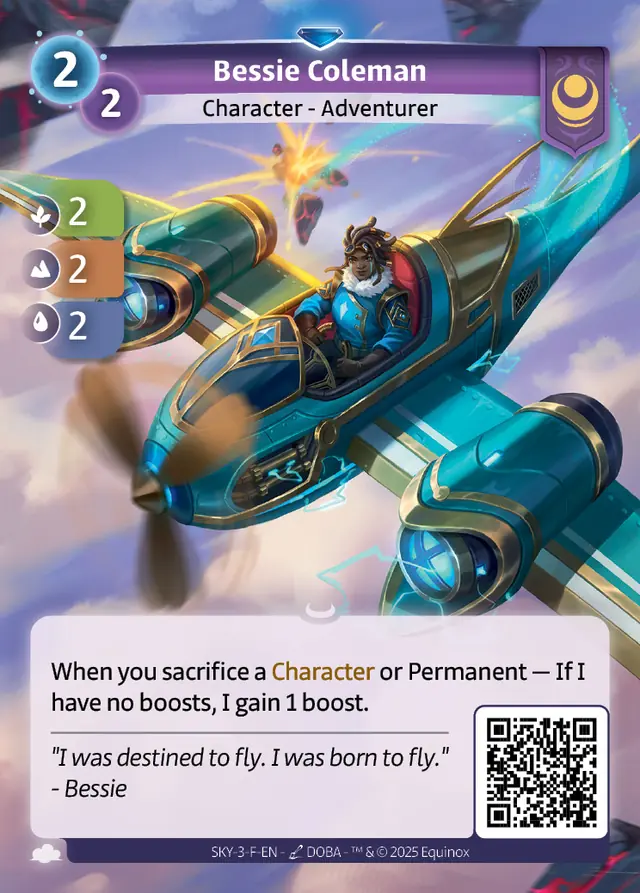 2
Bessie Coleman
2
Character - Adventurer
2
2
2
When you sacrifice a Character or Permanent — If I
have no boosts, I gain 1 boost.
"I was destined to fly. I was born to fly."
- Bessie
SKY-3-F-EN - DOBA - ™ & © 2025 Equinox